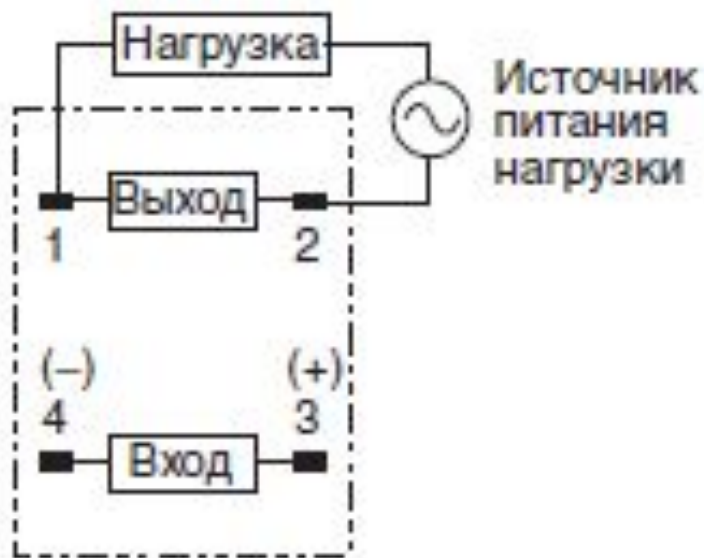 Нагрузка
Источник
питания
нагрузки
Выход
1 2
(–) (+)
4 3
Вход